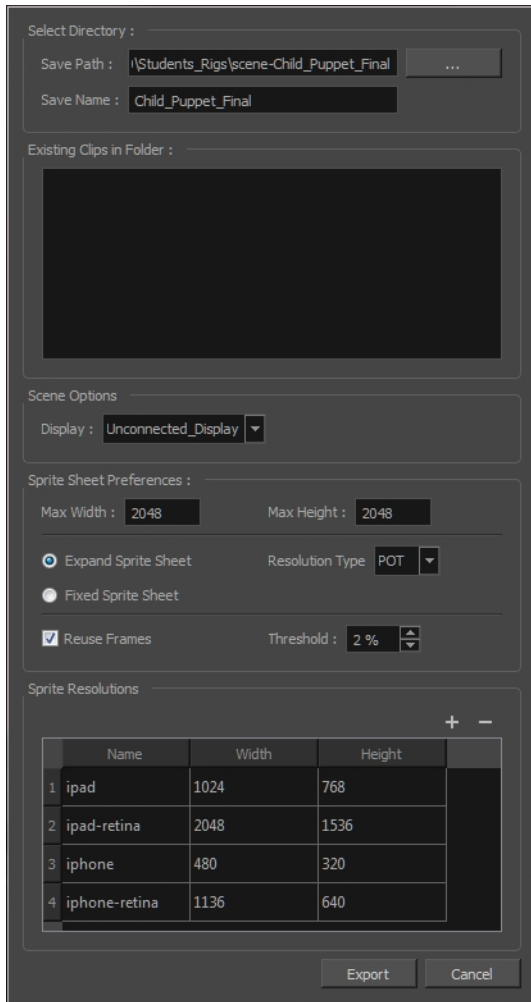 Select Directory :
Save Path : \Students_Rigs\scene-Child_Puppet_Final ...
Save Name : Child_Puppet_Final
Existing Clips in Folder :
Scene Options
Display : Unconnected_Display
Sprite Sheet Preferences :
Max Width : 2048 Max Height : 2048
Expand Sprite Sheet Resolution Type POT
Fixed Sprite Sheet
Reuse Frames Threshold : 2 %
Sprite Resolutions
+ −
Name Width Height
1 ipad 1024 768
2 ipad-retina 2048 1536
3 iphone 480 320
4 iphone-retina 1136 640
Export Cancel